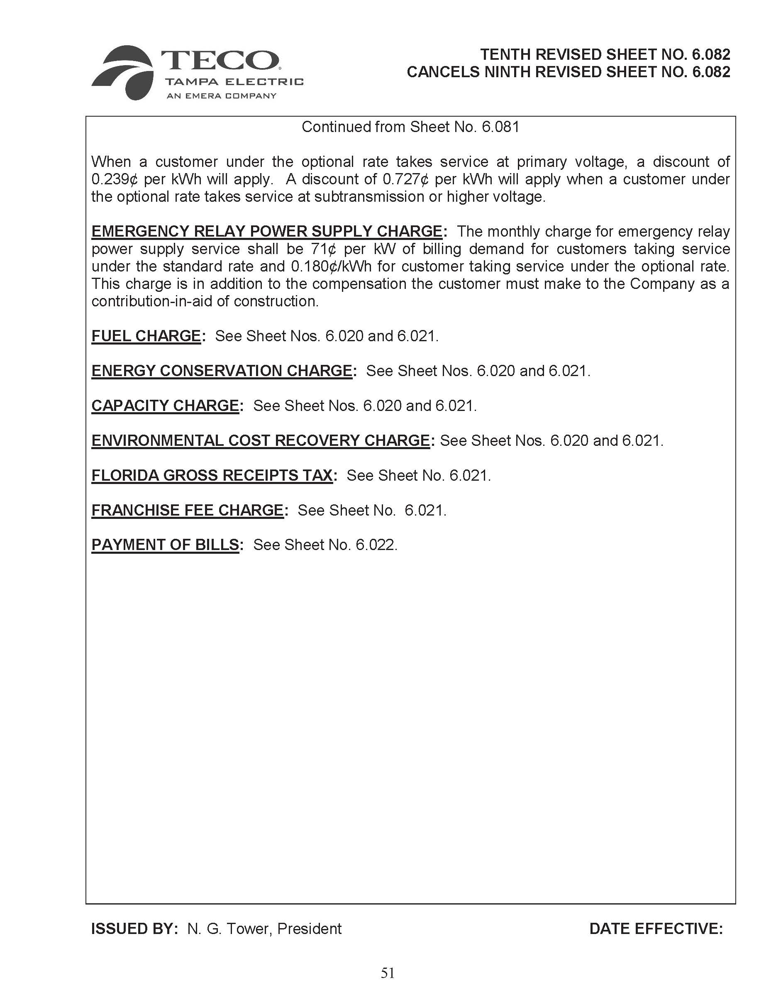 TECO®
TAMPA ELECTRIC
AN EMERA COMPANY
TENTH REVISED SHEET NO. 6.082
CANCELS NINTH REVISED SHEET NO. 6.082
Continued from Sheet No. 6.081
When a customer under the optional rate takes service at primary voltage, a discount of
0.239¢ per kWh will apply. A discount of 0.727¢ per kWh will apply when a customer under
the optional rate takes service at subtransmission or higher voltage.
EMERGENCY RELAY POWER SUPPLY CHARGE: The monthly charge for emergency relay
power supply service shall be 71¢ per kW of billing demand for customers taking service
under the standard rate and 0.180¢/kWh for customer taking service under the optional rate.
This charge is in addition to the compensation the customer must make to the Company as a
contribution-in-aid of construction.
FUEL CHARGE: See Sheet Nos. 6.020 and 6.021.
ENERGY CONSERVATION CHARGE: See Sheet Nos. 6.020 and 6.021.
CAPACITY CHARGE: See Sheet Nos. 6.020 and 6.021.
ENVIRONMENTAL COST RECOVERY CHARGE: See Sheet Nos. 6.020 and 6.021.
FLORIDA GROSS RECEIPTS TAX: See Sheet No. 6.021.
FRANCHISE FEE CHARGE: See Sheet No. 6.021.
PAYMENT OF BILLS: See Sheet No. 6.022.
ISSUED BY: N. G. Tower, President
DATE EFFECTIVE:
51